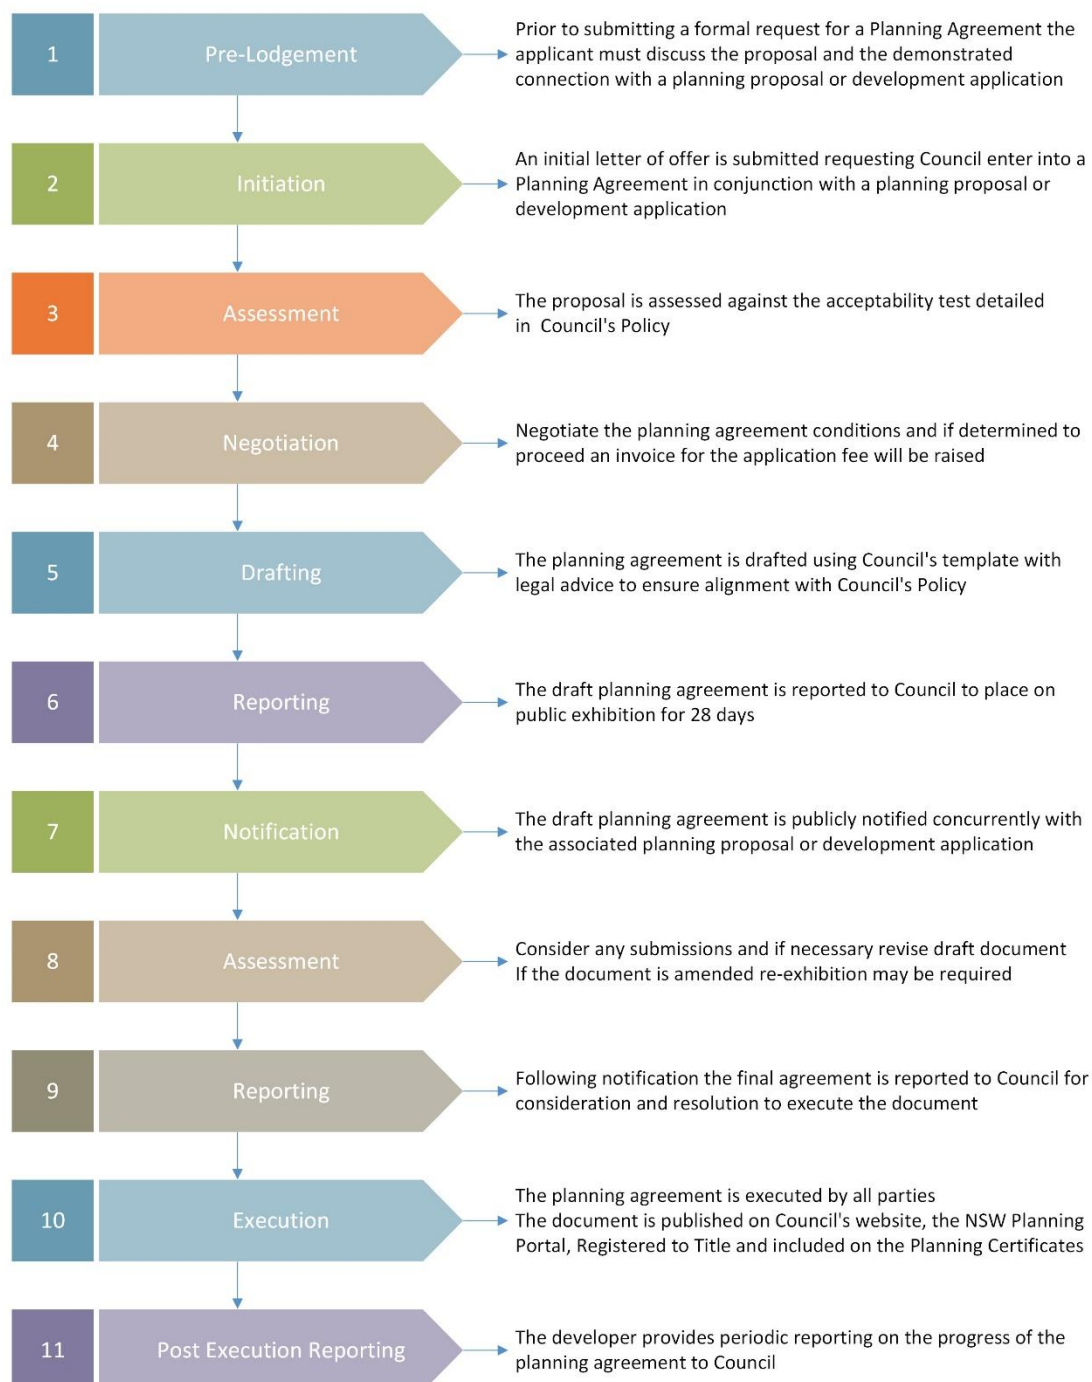 1
Pre-Lodgement
Prior to submitting a formal request for a Planning Agreement the
applicant must discuss the proposal and the demonstrated
connection with a planning proposal or development application
2
Initiation
An initial letter of offer is submitted requesting Council enter into a
Planning Agreement in conjunction with a planning proposal or
development application
3
Assessment
The proposal is assessed against the acceptability test detailed
in Council's Policy
4
Negotiation
Negotiate the planning agreement conditions and if determined to
proceed an invoice for the application fee will be raised
5
Drafting
The planning agreement is drafted using Council's template with
legal advice to ensure alignment with Council's Policy
6
Reporting
The draft planning agreement is reported to Council to place on
public exhibition for 28 days
7
Notification
The draft planning agreement is publicly notified concurrently with
the associated planning proposal or development application
8
Assessment
Consider any submissions and if necessary revise draft document
If the document is amended re-exhibition may be required
9
Reporting
Following notification the final agreement is reported to Council for
consideration and resolution to execute the document
10
Execution
The planning agreement is executed by all parties
The document is published on Council's website, the NSW Planning
Portal, Registered to Title and included on the Planning Certificates
11
Post Execution Reporting
The developer provides periodic reporting on the progress of the
planning agreement to Council